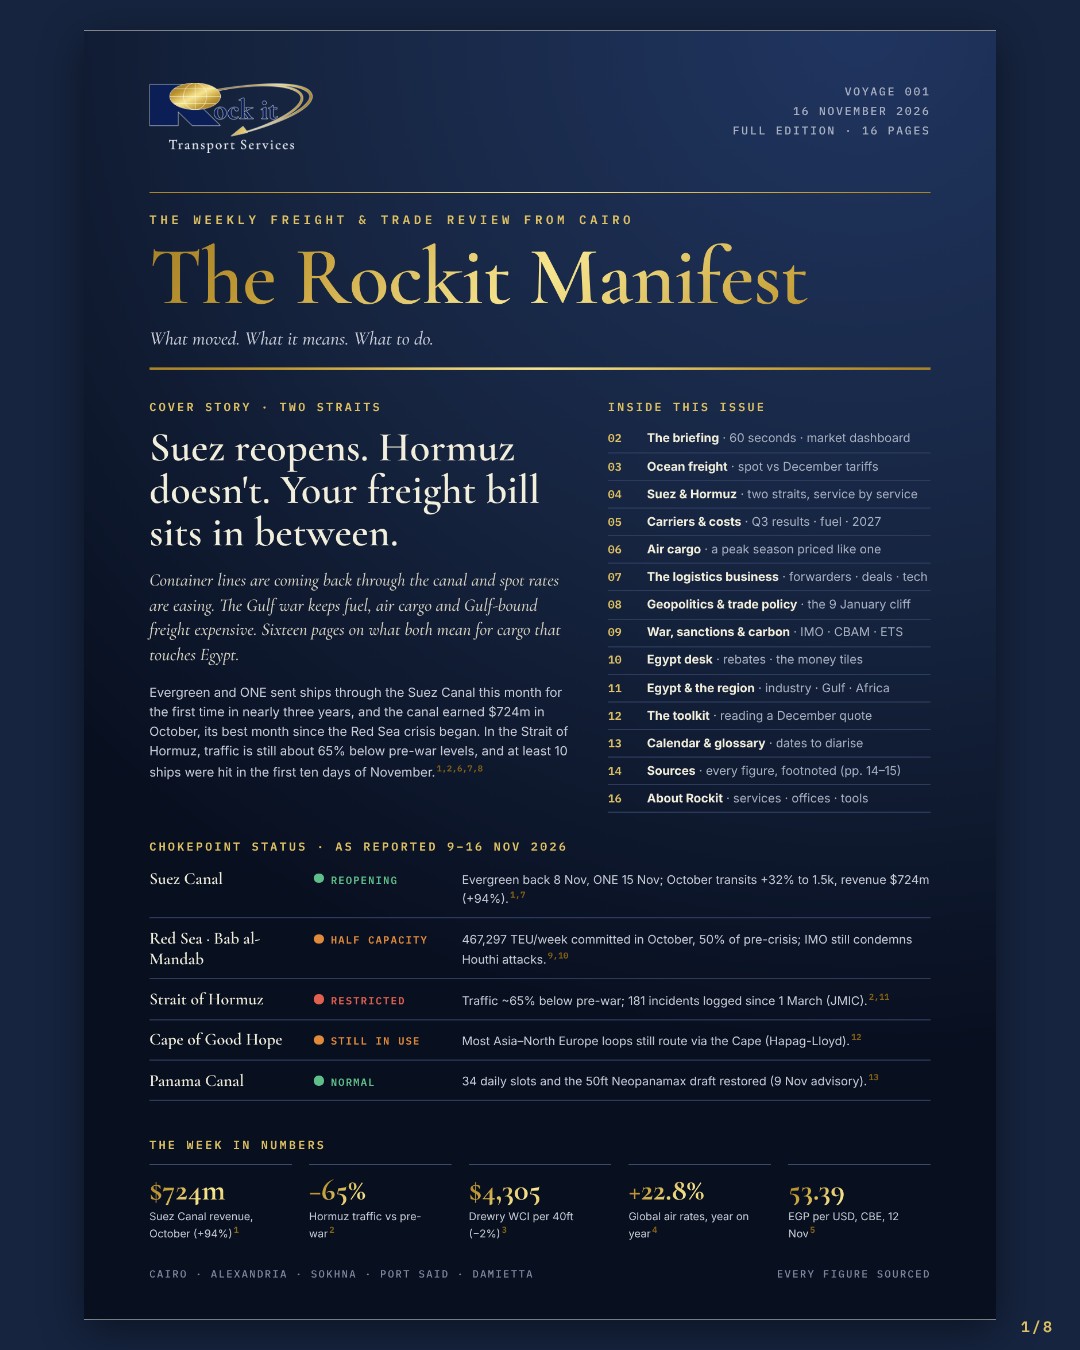 Rock it
Transport Services
VOYAGE 001
16 NOVEMBER 2026
FULL EDITION · 16 PAGES
THE WEEKLY FREIGHT & TRADE REVIEW FROM CAIRO
The Rockit Manifest
What moved. What it means. What to do.
COVER STORY · TWO STRAITS
Suez reopens. Hormuz
doesn't. Your freight bill
sits in between.
Container lines are coming back through the canal and spot rates
are easing. The Gulf war keeps fuel, air cargo and Gulf-bound
freight expensive. Sixteen pages on what both mean for cargo that
touches Egypt.
Evergreen and ONE sent ships through the Suez Canal this month for
the first time in nearly three years, and the canal earned $724m in
October, its best month since the Red Sea crisis began. In the Strait of
Hormuz, traffic is still about 65% below pre-war levels, and at least 10
ships were hit in the first ten days of November. 1,2,6,7,8
INSIDE THIS ISSUE
02 The briefing · 60 seconds · market dashboard
03 Ocean freight · spot vs December tariffs
04 Suez & Hormuz · two straits, service by service
05 Carriers & costs · Q3 results · fuel · 2027
06 Air cargo · a peak season priced like one
07 The logistics business · forwarders · deals · tech
08 Geopolitics & trade policy · the 9 January cliff
09 War, sanctions & carbon · IMO · CBAM · ETS
10 Egypt desk · rebates · the money tiles
11 Egypt & the region · industry · Gulf · Africa
12 The toolkit · reading a December quote
13 Calendar & glossary · dates to diarise
14 Sources · every figure, footnoted (pp. 14–15)
16 About Rockit · services · offices · tools
CHOKEPOINT STATUS · AS REPORTED 9–16 NOV 2026
Suez Canal REOPENING Evergreen back 8 Nov, ONE 15 Nov; October transits +32% to 1.5k, revenue $724m
(+94%). 1,7
Red Sea · Bab al- HALF CAPACITY 467,297 TEU/week committed in October, 50% of pre-crisis; IMO still condemns
Mandab Houthi attacks. 9,10
Strait of Hormuz RESTRICTED Traffic ~65% below pre-war; 181 incidents logged since 1 March (JMIC). 2,11
Cape of Good Hope STILL IN USE Most Asia–North Europe loops still route via the Cape (Hapag-Lloyd). 12
Panama Canal NORMAL 34 daily slots and the 50ft Neopanamax draft restored (9 Nov advisory). 13
THE WEEK IN NUMBERS
$724m
Suez Canal revenue,
October (+94%) 1
−65%
Hormuz traffic vs pre-
war 2
$4,305
Drewry WCI per 40ft
(−2%) 3
+22.8%
Global air rates, year on
year 4
53.39
EGP per USD, CBE, 12
Nov 5
CAIRO · ALEXANDRIA · SOKHNA · PORT SAID · DAMIETTA
EVERY FIGURE SOURCED
1/8